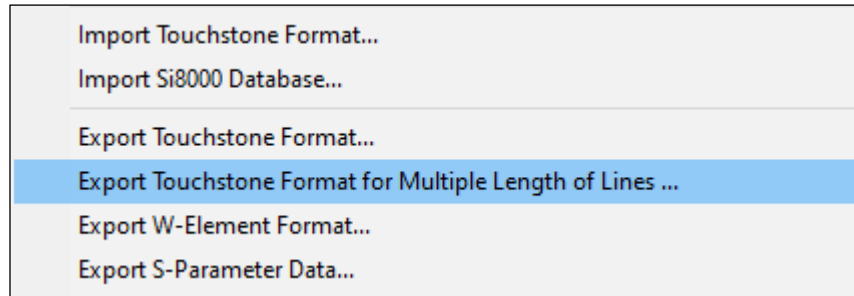 Import Touchstone Format...
Import Si8000 Database...
Export Touchstone Format...
Export Touchstone Format for Multiple Length of Lines ...
Export W-Element Format...
Export S-Parameter Data...